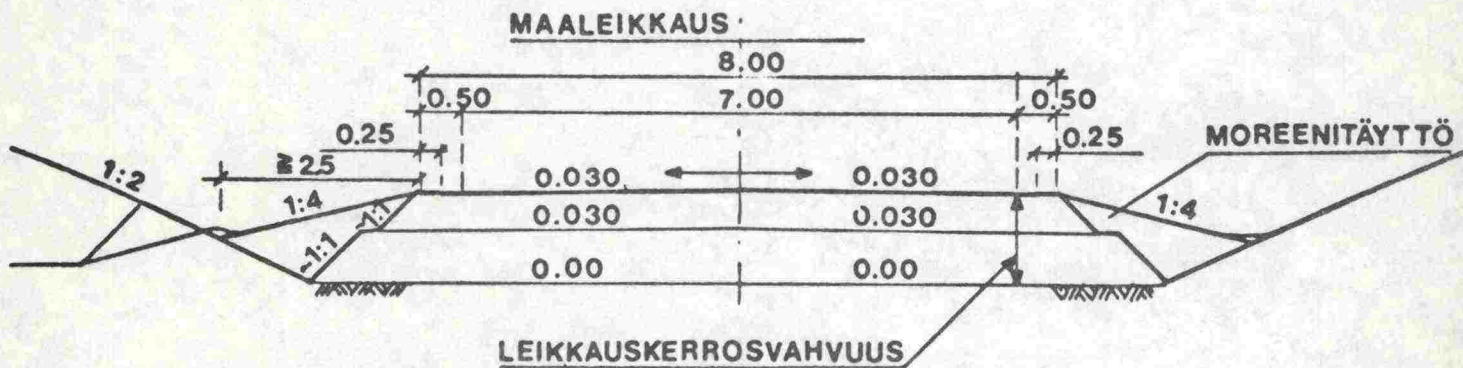 MAALEIKKAUS
8.00
0.50 7.00 0.50
0.25 0.25 MOREENITÄYTTÖ
≧ 2.5
1:2 0.030 0.030
1:4 1:4
~1:1 0.030 0.030
~1:1 0.00 0.00
LEIKKAUSKERROSVAHVUUS